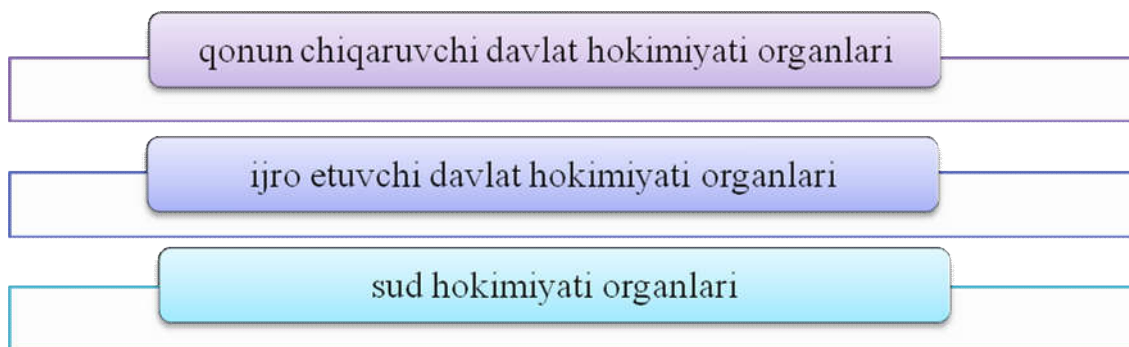 qonun chiqaruvchi davlat hokimiyati organlari
ijro etuvchi davlat hokimiyati organlari
sud hokimiyati organlari